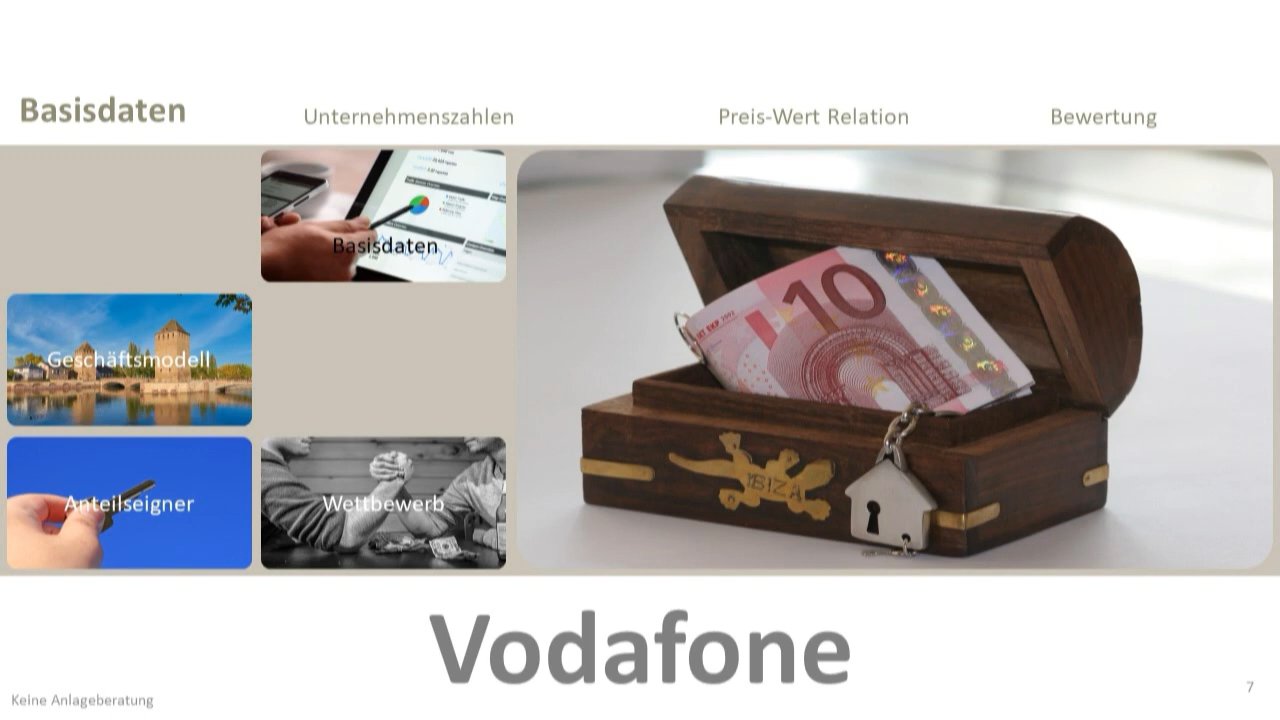 Basisdaten
Unternehmenszahlen
Preis-Wert Relation
Bewertung
Basisdaten
Geschäftsmodell
Anteilseigner
Wettbewerb
10
IBIZA
Vodafone
Keine Anlageberatung
7